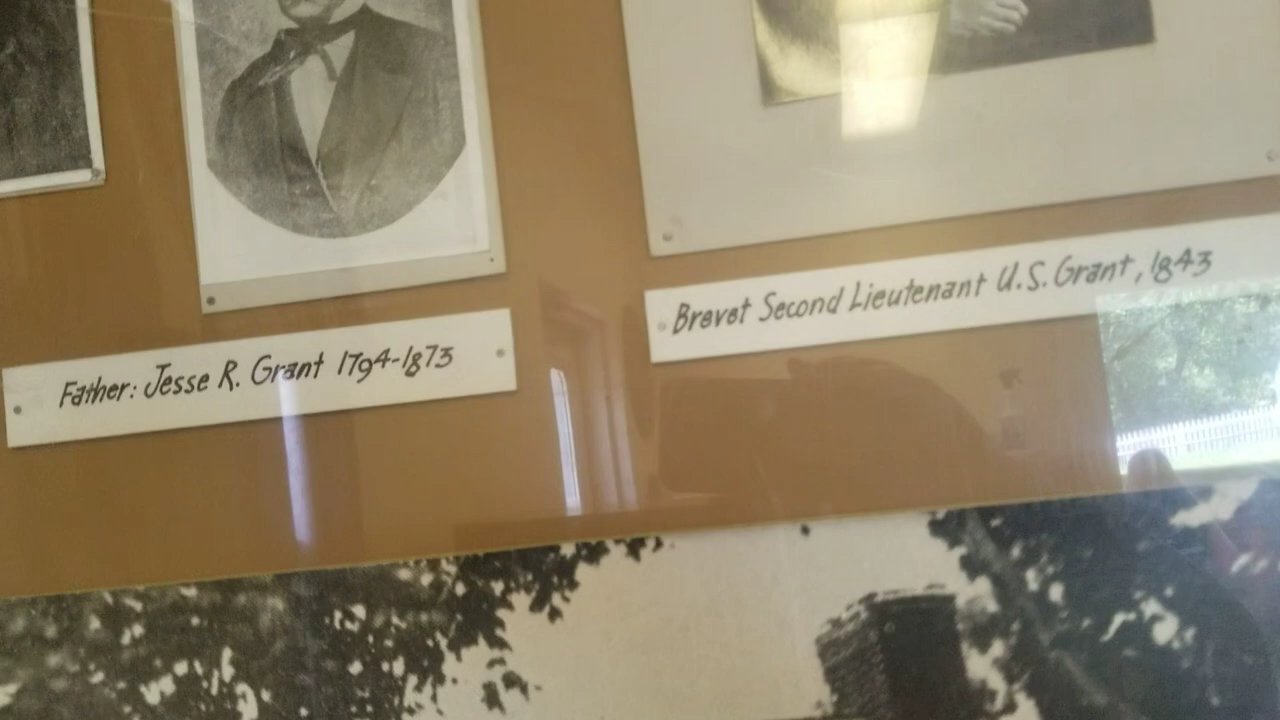 Father: Jesse R. Grant 1794-1873
Brevet Second Lieutenant U.S. Grant, 1843